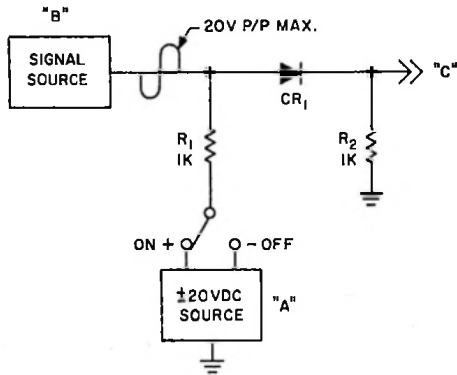 "B"
SIGNAL
SOURCE
20V P/P MAX.
"C"
CR1
R1
1K
R2
1K
ON + - OFF
±20VDC
SOURCE
"A"